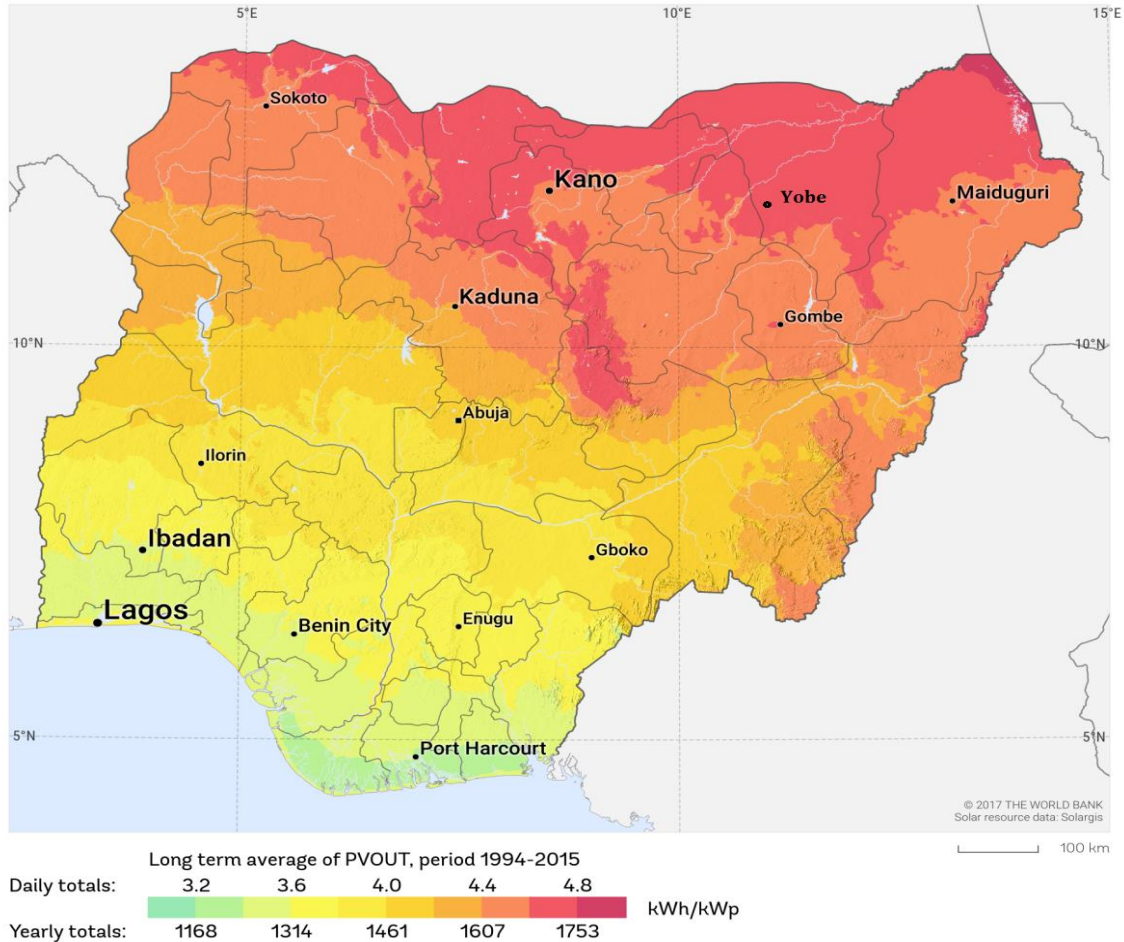 5°E 10°E 15°E
Sokoto
Kano
Yobe
Maiduguri
Kaduna
Gombe
10°N 10°N
Abuja
Ilorin
Ibadan
Gboko
Lagos
Benin City
Enugu
5°N 5°N
Port Harcourt
© 2017 THE WORLD BANK
Solar resource data: Solargis
100 km
Long term average of PVOUT, period 1994-2015
Daily totals: 3.2 3.6 4.0 4.4 4.8
kWh/kWp
Yearly totals: 1168 1314 1461 1607 1753